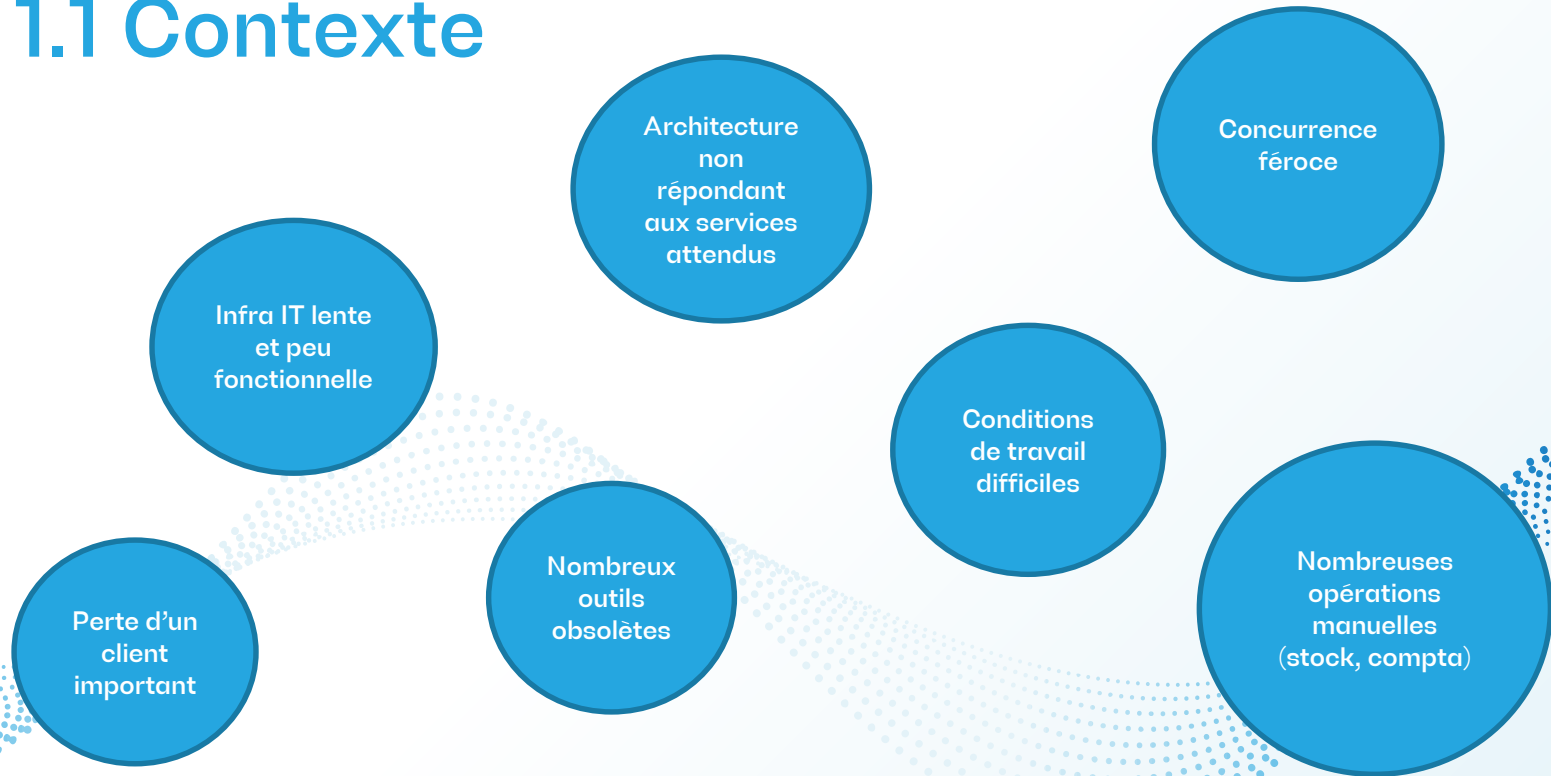 1.1 Contexte
Architecture
non
répondant
aux services
attendus
Concurrence
féroce
Infra IT lente
et peu
fonctionnelle
Conditions
de travail
difficiles
Nombreux
outils
obsolètes
Nombreuses
opérations
manuelles
(stock, compta)
Perte d’un
client
important